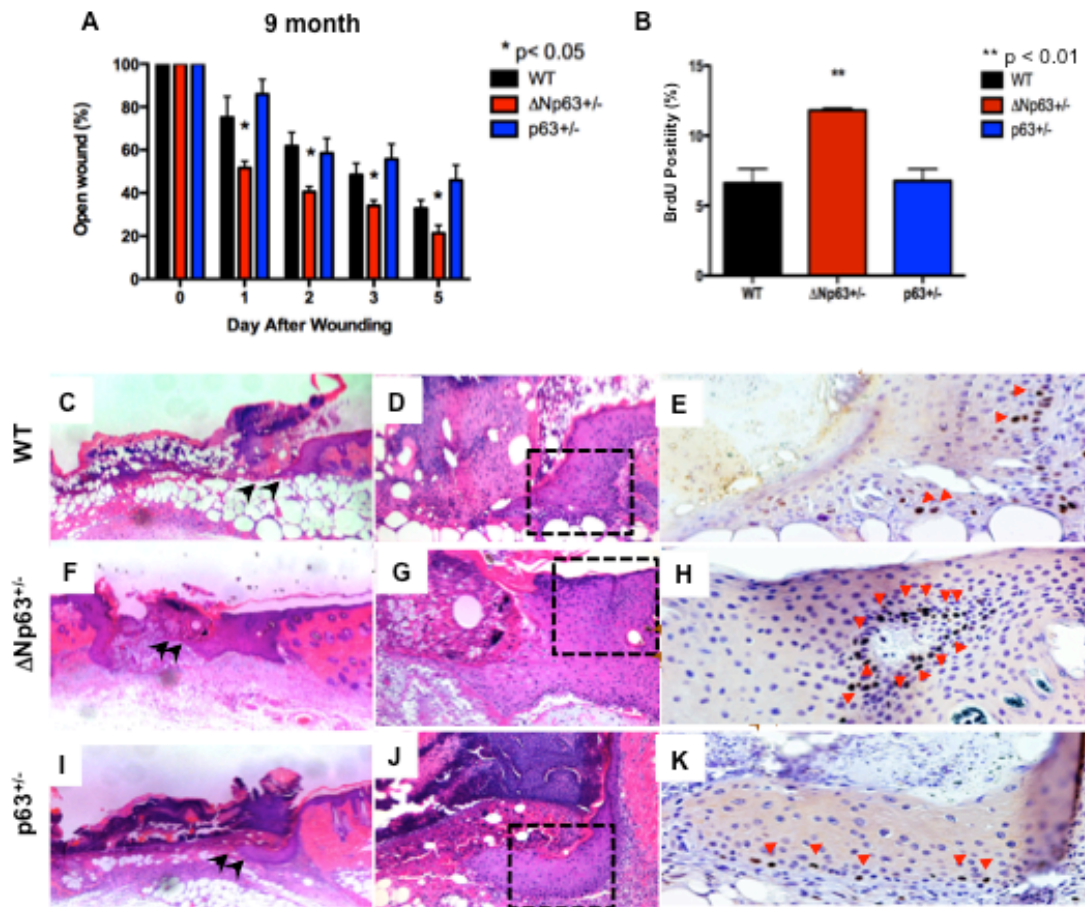 A
9 month
* p< 0.05
WT
ΔNp63+/-
p63+/-
Open wound (%)
100
80
60
40
20
0
*
*
*
*
0 1 2 3 5
Day After Wounding
B
** p < 0.01
WT
ΔNp63+/-
p63+/-
BrdU Positiity (%)
15
10
5
0
**
WT ΔNp63+/- p63+/-
WT
C
D
E
ΔNp63+/-
F
G
H
p63+/-
I
J
K